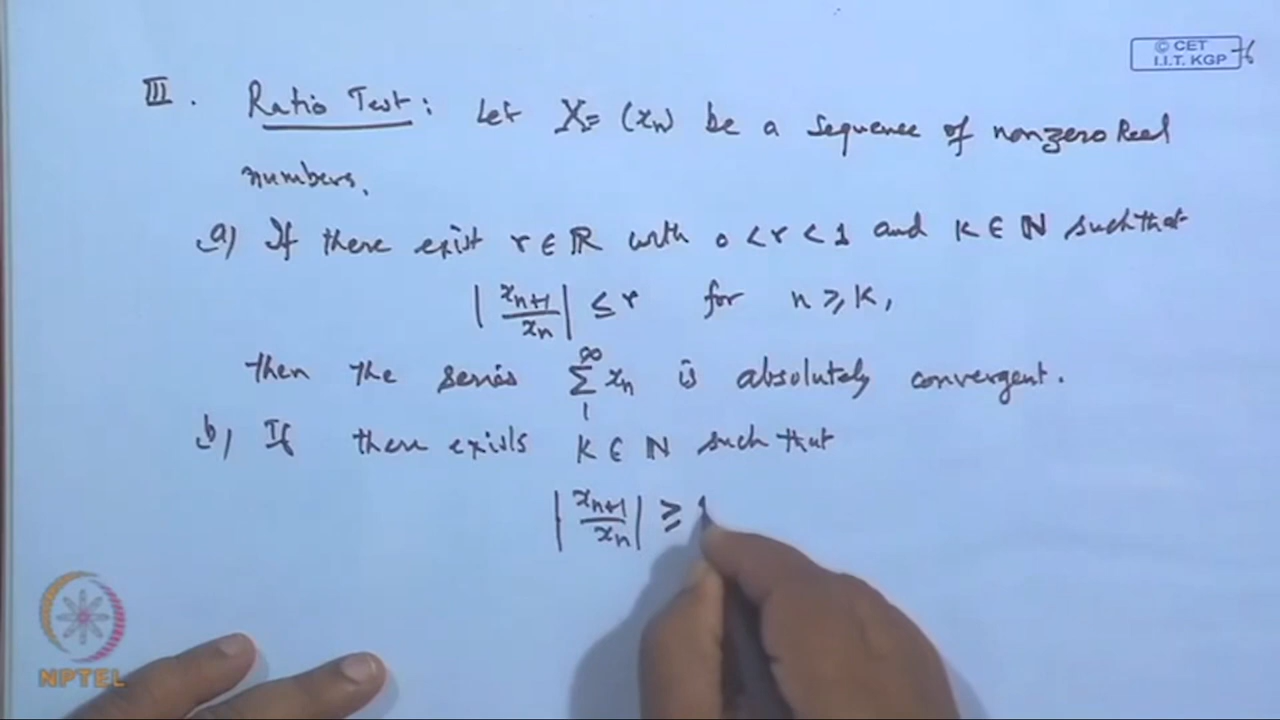 © CET
I.I.T. KGP
III. Ratio Test: Let X = (xn) be a sequence of nonzero Real
numbers.
a) If there exist r ∈ ℝ with 0 < r < 1 and K ∈ ℕ such that
| xn+1 / xn | ≤ r for n ≥ K,
then the series ∑_1^∞ xn is absolutely convergent.
b) If there exists K ∈ ℕ such that
| xn+1 / xn | ≥
NPTEL